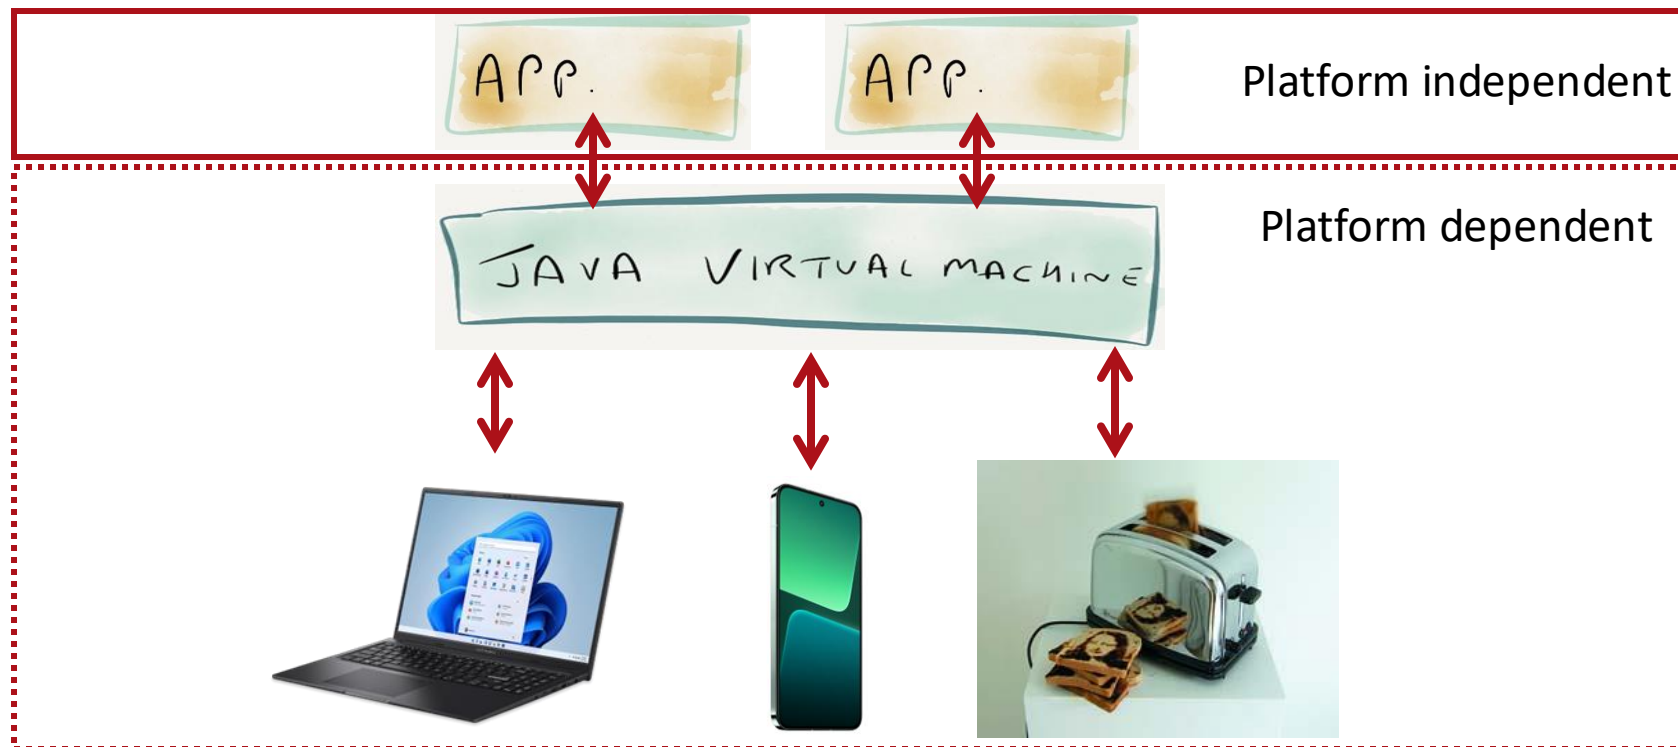 APP.
APP.
Platform independent
Platform dependent
JAVA VIRTUAL MACHINE